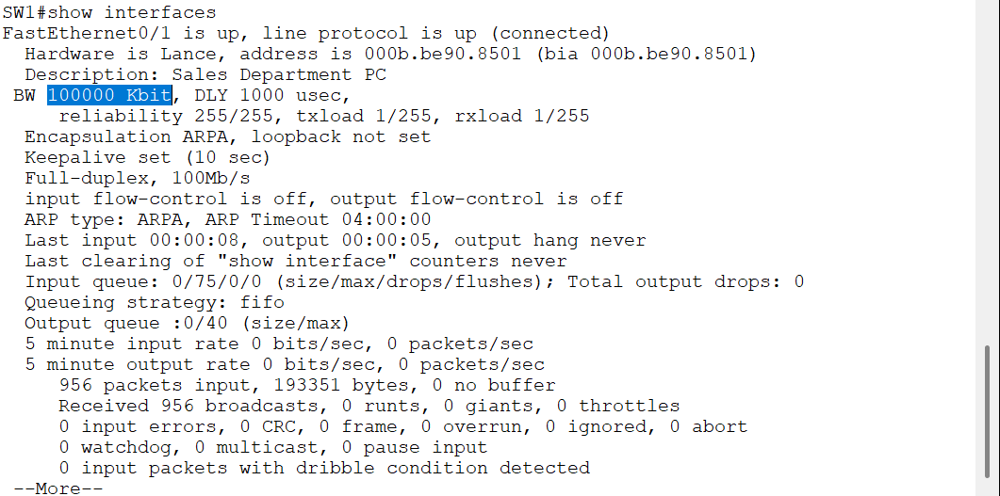 SW1#show interfaces
FastEthernet0/1 is up, line protocol is up (connected)
Hardware is Lance, address is 000b.be90.8501 (bia 000b.be90.8501)
Description: Sales Department PC
BW 100000 Kbit, DLY 1000 usec,
reliability 255/255, txload 1/255, rxload 1/255
Encapsulation ARPA, loopback not set
Keepalive set (10 sec)
Full-duplex, 100Mb/s
input flow-control is off, output flow-control is off
ARP type: ARPA, ARP Timeout 04:00:00
Last input 00:00:08, output 00:00:05, output hang never
Last clearing of "show interface" counters never
Input queue: 0/75/0/0 (size/max/drops/flushes); Total output drops: 0
Queueing strategy: fifo
Output queue :0/40 (size/max)
5 minute input rate 0 bits/sec, 0 packets/sec
5 minute output rate 0 bits/sec, 0 packets/sec
956 packets input, 193351 bytes, 0 no buffer
Received 956 broadcasts, 0 runts, 0 giants, 0 throttles
0 input errors, 0 CRC, 0 frame, 0 overrun, 0 ignored, 0 abort
0 watchdog, 0 multicast, 0 pause input
0 input packets with dribble condition detected
--More--